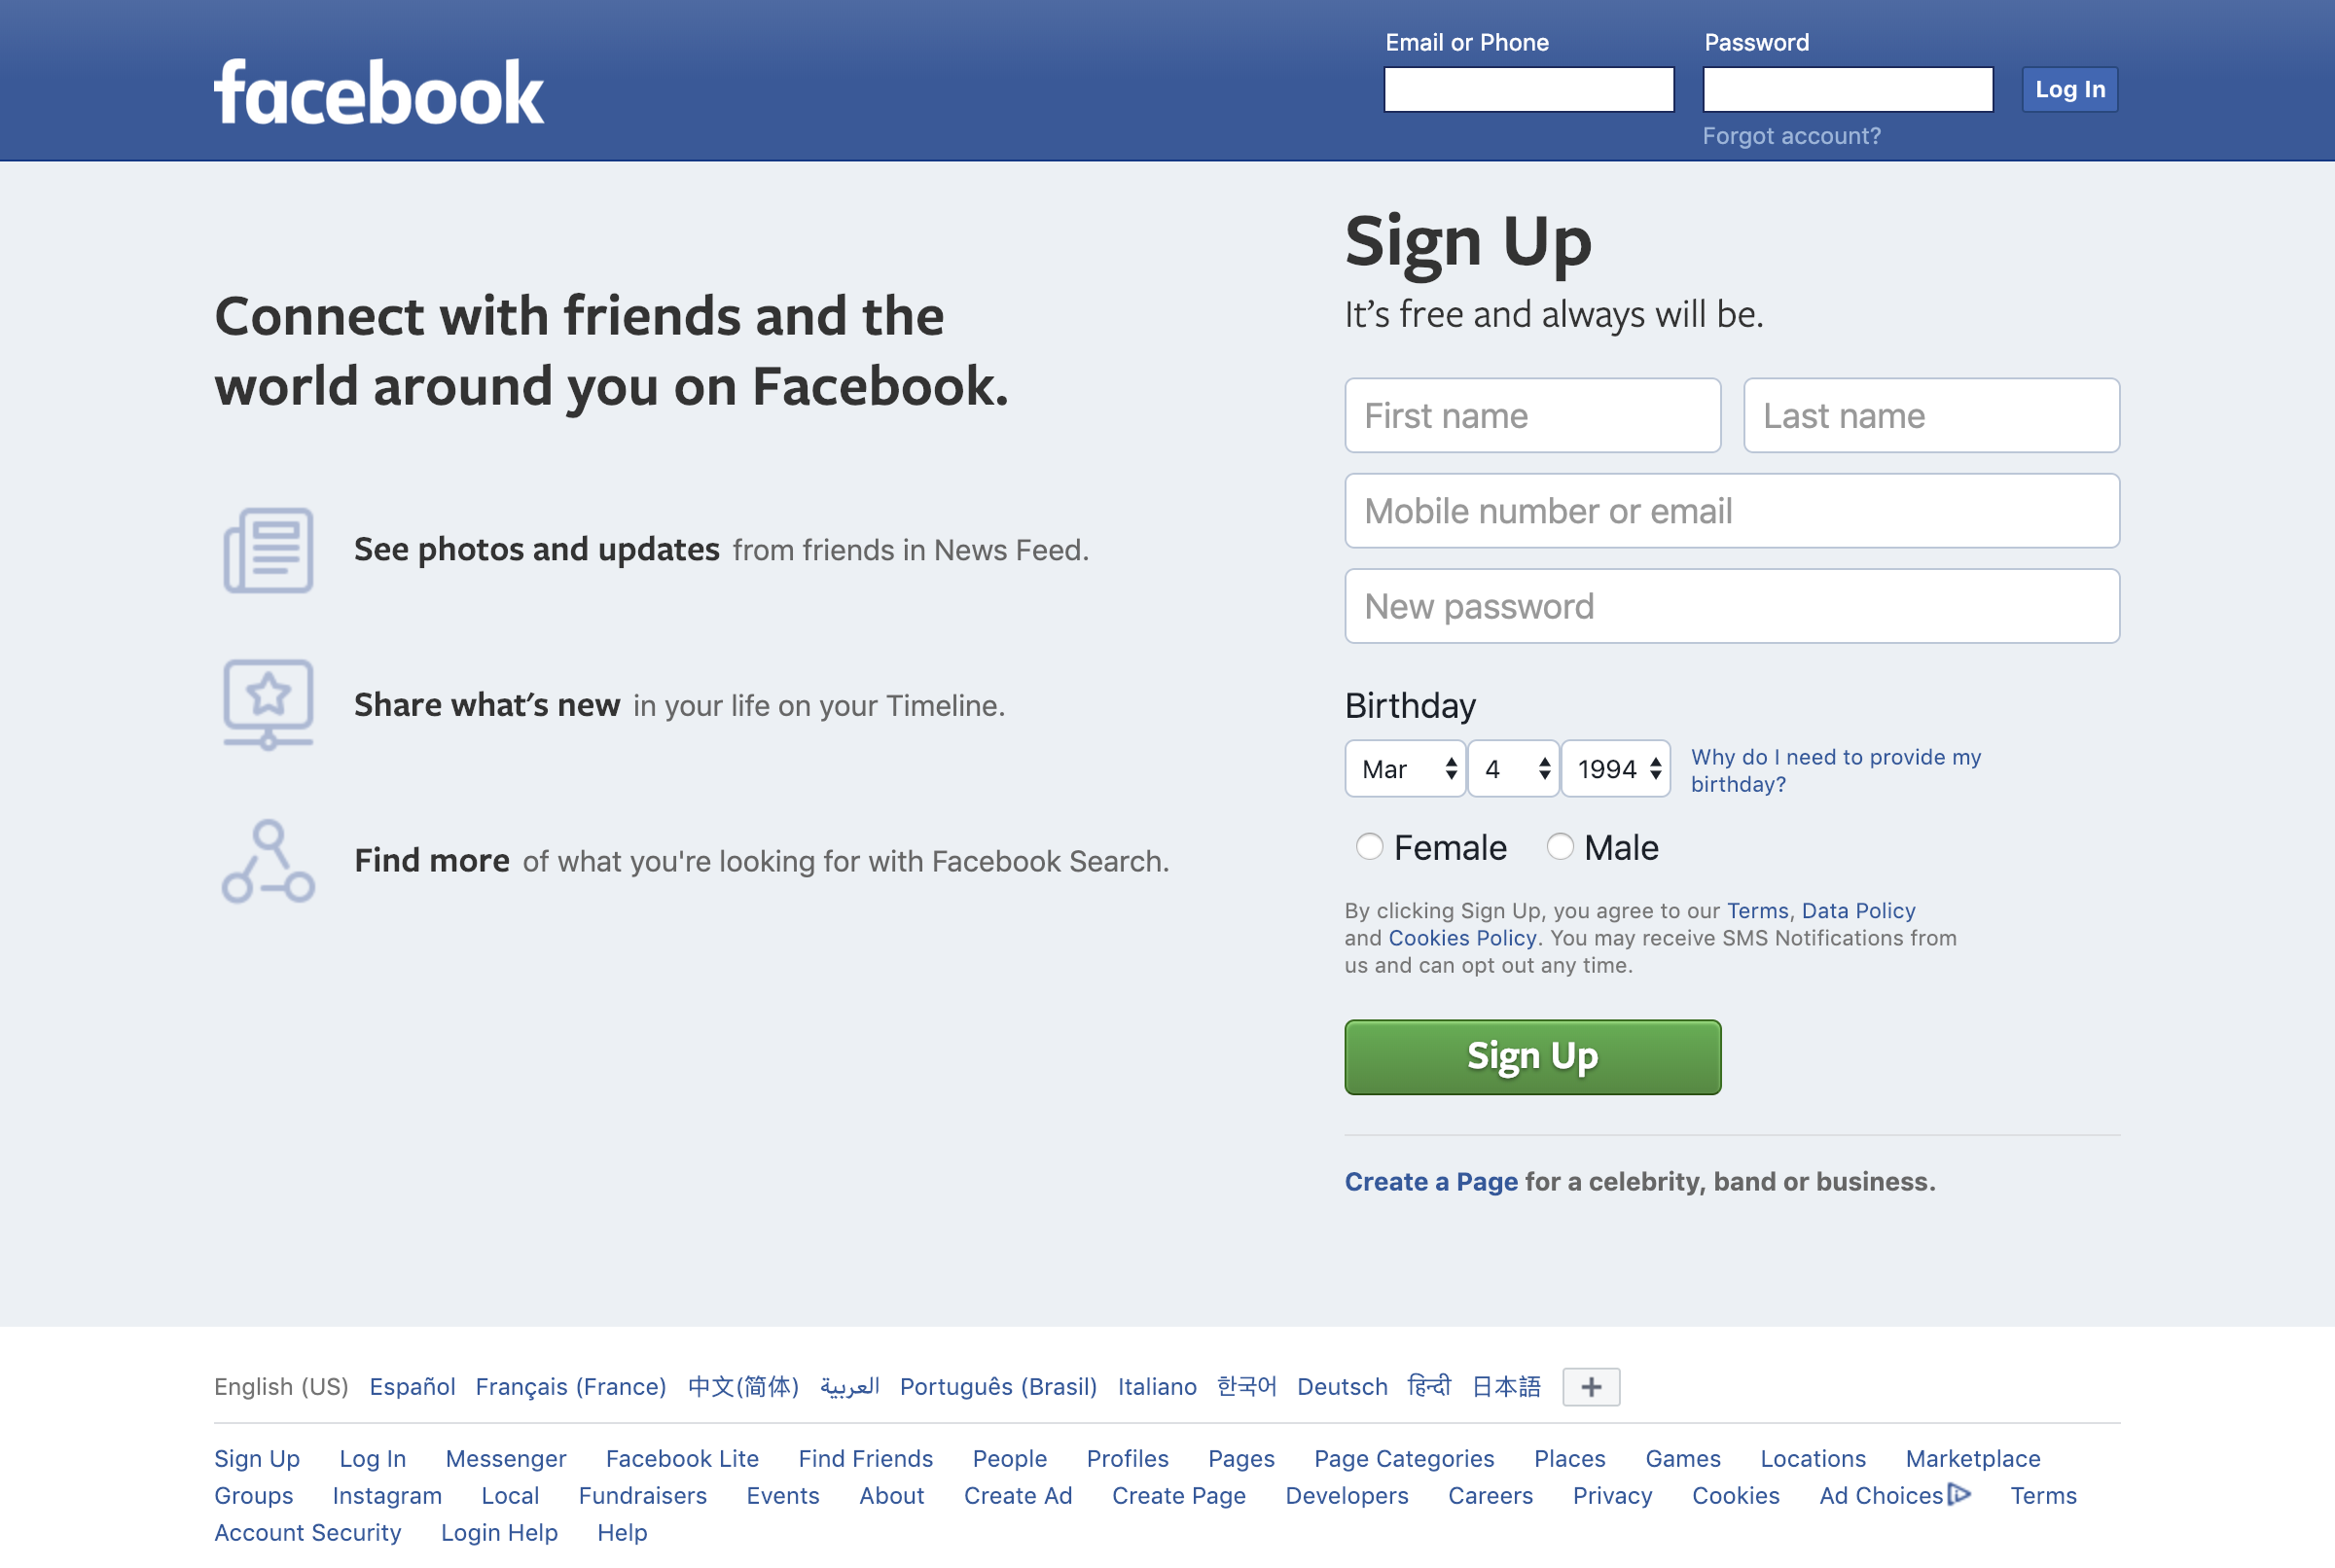 facebook
Email or Phone
Password
Log In
Forgot account?
Connect with friends and the
world around you on Facebook.
See photos and updates from friends in News Feed.
Share what's new in your life on your Timeline.
Find more of what you're looking for with Facebook Search.
Sign Up
It’s free and always will be.
First name
Last name
Mobile number or email
New password
Birthday
Mar 4 1994
Why do I need to provide my
birthday?
Female Male
By clicking Sign Up, you agree to our Terms, Data Policy
and Cookies Policy. You may receive SMS Notifications from
us and can opt out any time.
Sign Up
Create a Page for a celebrity, band or business.
English (US) Español Français (France) 中文(简体) العربية Português (Brasil) Italiano 한국어 Deutsch हिन्दी 日本語 +
Sign Up Log In Messenger Facebook Lite Find Friends People Profiles Pages Page Categories Places Games Locations Marketplace
Groups Instagram Local Fundraisers Events About Create Ad Create Page Developers Careers Privacy Cookies Ad Choices Terms
Account Security Login Help Help